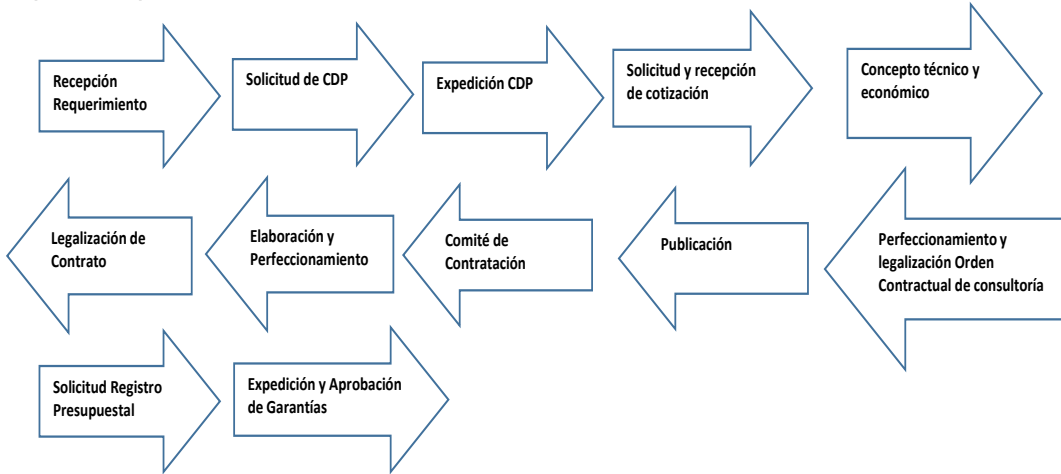 Recepción
Requerimiento
Solicitud de CDP
Expedición CDP
Solicitud y recepción
de cotización
Concepto técnico y
económico
Perfeccionamiento y
legalización Orden
Contractual de consultoría
Publicación
Comité de
Contratación
Elaboración y
Perfeccionamiento
Legalización de
Contrato
Solicitud Registro
Presupuestal
Expedición y Aprobación
de Garantías